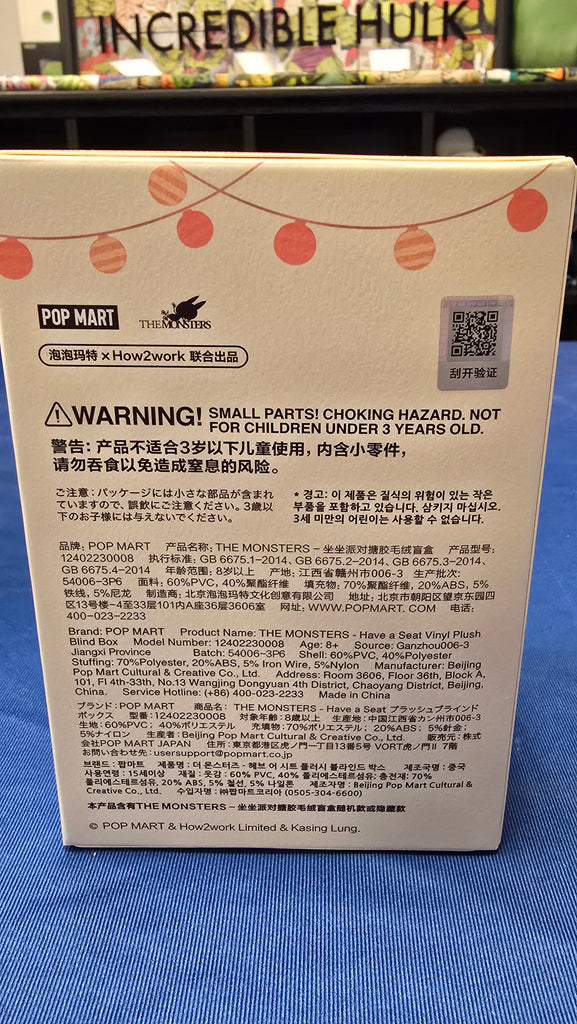 INCREDIBLE HULK
POP MART
THE MONSTERS
泡泡玛特 × How2work 联合出品
刮开验证
WARNING! SMALL PARTS! CHOKING HAZARD. NOT
FOR CHILDREN UNDER 3 YEARS OLD.
警告: 产品不适合3岁以下儿童使用，内含小零件，
请勿吞食以免造成窒息的风险。
ご注意：パッケージには小さな部品が含まれ
ていますので、誤飲にご注意ください。3歳以
下のお子様には与えないでください。
* 경고: 이 제품은 질식의 위험이 있는 작은
부품을 포함하고 있습니다. 삼키지 마십시오.
3세 미만의 어린이는 사용할 수 없습니다.
品牌: POP MART 产品名称: THE MONSTERS – 坐坐派对搪胶毛绒盲盒 产品型号:
12402230008 执行标准: GB 6675.1–2014、GB 6675.2–2014、GB 6675.3–2014、
GB 6675.4–2014 年龄范围: 8岁以上 产地: 江西省赣州市006-3 生产批次:
54006-3P6 面料: 60%PVC, 40%聚酯纤维 填充物: 70%聚酯纤维, 20%ABS, 5%
铁线, 5%尼龙 制造商: 北京泡泡玛特文化创意有限公司 地址: 北京市朝阳区望京东园四
区13号楼-4至33层101内A座36层3606室 网址: WWW.POPMART.COM 电话:
400-023-2233
Brand: POP MART Product Name: THE MONSTERS - Have a Seat Vinyl Plush
Blind Box Model Number: 12402230008 Age: 8+ Source: Ganzhou006-3
Jiangxi Province Batch: 54006-3P6 Shell: 60%PVC, 40%Polyester
Stuffing: 70%Polyester, 20%ABS, 5% Iron Wire, 5%Nylon Manufacturer: Beijing
Pop Mart Cultural & Creative Co., Ltd. Address: Room 3606, Floor 36th, Block A,
101, Fl 4th-33th, No.13 Wangjing Dongyuan 4th District, Chaoyang District, Beijing,
China. Service Hotline: (+86) 400-023-2233 Made in China
ブランド: POP MART 商品名: THE MONSTERS - Have a Seat プラッシュブラインド
ボックス 型番: 12402230008 対象年齢: 8歳以上 生産地: 中国江西省カン州市006-3
生地: 60%PVC; 40%ポリエステル 充填物: 70%ポリエステル; 20%ABS; 5%針金;
5%ナイロン 生産者: Beijing Pop Mart Cultural & Creative Co., Ltd. 販売元: 株式
会社POP MART JAPAN 住所: 東京都港区虎ノ門一丁目13番5号 VORT虎ノ門II 7階
お問い合わせ先: usersupport@popmart.co.jp
브랜드 : 팝마트 제품명 : 더 몬스터즈 - 헤브 어 시트 플러시 블라인드 박스 제조국명 : 중국
사용연령 : 15세이상 재질 : 옷감 : 60% PVC, 40% 폴리에스테르섬유; 충전재: 70%
폴리에스테르섬유, 20% ABS, 5% 철선, 5% 나일론 제조자명 : Beijing Pop Mart Cultural &
Creative Co., Ltd. 수입자명 : ㈜팝마트코리아 (0505-304-6600)
本产品含有THE MONSTERS – 坐坐派对搪胶毛绒盲盒随机款或隐藏款
© POP MART & How2work Limited & Kasing Lung.